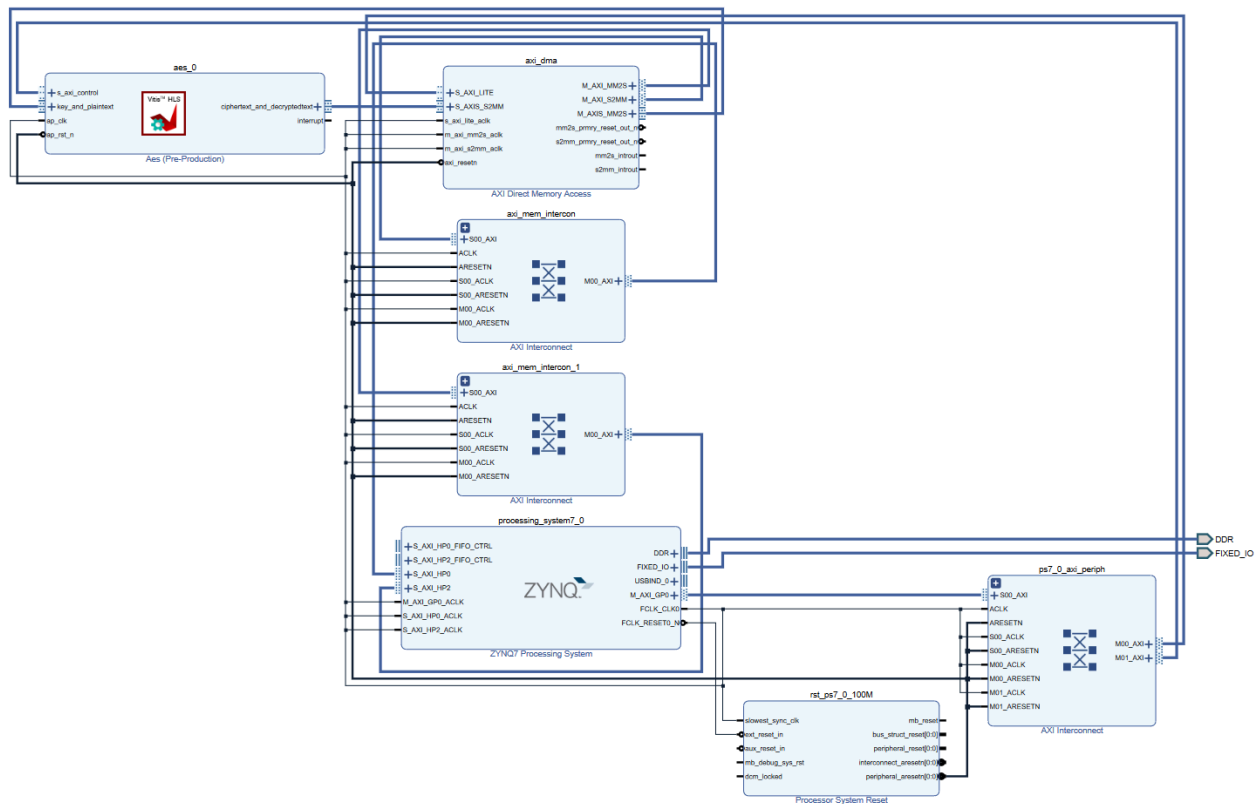 aes_0
s_axi_control
key_and_plaintext
ap_clk
ap_rst_n
Vitis™ HLS
ciphertext_and_decryptedtext
interrupt
Aes (Pre-Production)
axi_dma
S_AXI_LITE
S_AXIS_S2MM
s_axi_lite_aclk
m_axi_mm2s_aclk
m_axi_s2mm_aclk
axi_resetn
M_AXI_MM2S
M_AXI_S2MM
M_AXIS_MM2S
mm2s_prmry_reset_out_n
s2mm_prmry_reset_out_n
mm2s_introut
s2mm_introut
AXI Direct Memory Access
axi_mem_intercon
S00_AXI
ACLK
ARESETN
S00_ACLK
S00_ARESETN
M00_ACLK
M00_ARESETN
M00_AXI
AXI Interconnect
axi_mem_intercon_1
S00_AXI
ACLK
ARESETN
S00_ACLK
S00_ARESETN
M00_ACLK
M00_ARESETN
M00_AXI
AXI Interconnect
processing_system7_0
S_AXI_HP0_FIFO_CTRL
S_AXI_HP2_FIFO_CTRL
S_AXI_HP0
S_AXI_HP2
M_AXI_GP0_ACLK
S_AXI_HP0_ACLK
S_AXI_HP2_ACLK
ZYNQ
DDR
FIXED_IO
USBIND_0
M_AXI_GP0
FCLK_CLK0
FCLK_RESET0_N
ZYNQ7 Processing System
DDR
FIXED_IO
ps7_0_axi_periph
S00_AXI
ACLK
ARESETN
S00_ACLK
S00_ARESETN
M00_ACLK
M00_ARESETN
M01_ACLK
M01_ARESETN
M00_AXI
M01_AXI
AXI Interconnect
rst_ps7_0_100M
slowest_sync_clk
ext_reset_in
aux_reset_in
mb_debug_sys_rst
dcm_locked
mb_reset
bus_struct_reset[0:0]
peripheral_reset[0:0]
interconnect_aresetn[0:0]
peripheral_aresetn[0:0]
Processor System Reset